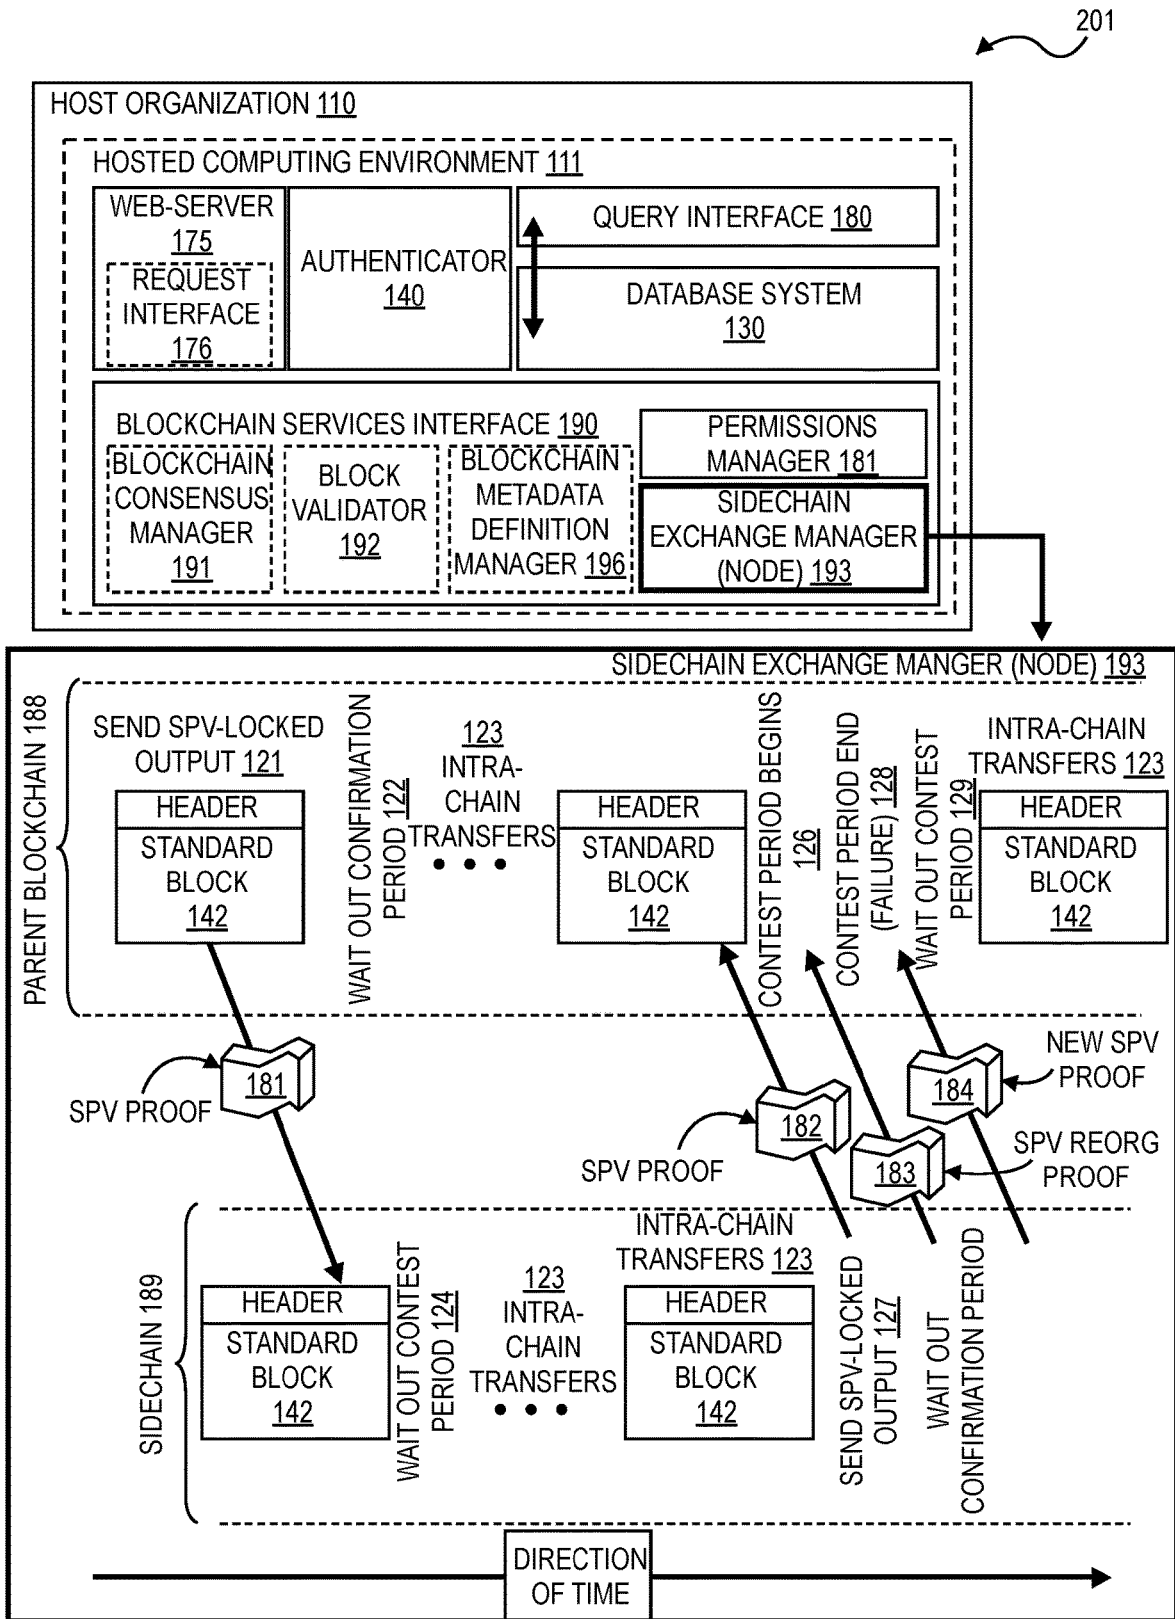 201
HOST ORGANIZATION 110
HOSTED COMPUTING ENVIRONMENT 111
WEB-SERVER
175
REQUEST
INTERFACE
176
AUTHENTICATOR
140
QUERY INTERFACE 180
DATABASE SYSTEM
130
BLOCKCHAIN SERVICES INTERFACE 190
BLOCKCHAIN
CONSENSUS
MANAGER
191
BLOCK
VALIDATOR
192
BLOCKCHAIN
METADATA
DEFINITION
MANAGER 196
PERMISSIONS
MANAGER 181
SIDECHAIN
EXCHANGE MANAGER
(NODE) 193
SIDECHAIN EXCHANGE MANGER (NODE) 193
PARENT BLOCKCHAIN 188
SEND SPV-LOCKED
OUTPUT 121
HEADER
STANDARD
BLOCK
142
WAIT OUT CONFIRMATION
PERIOD 122
123
INTRA-
CHAIN
TRANSFERS
HEADER
STANDARD
BLOCK
142
CONTEST PERIOD BEGINS
126
CONTEST PERIOD END
(FAILURE) 128
WAIT OUT CONTEST
PERIOD 129
INTRA-CHAIN
TRANSFERS 123
HEADER
STANDARD
BLOCK
142
SPV PROOF
181
SPV PROOF
182
183
184
NEW SPV
PROOF
SPV REORG
PROOF
SIDECHAIN 189
HEADER
STANDARD
BLOCK
142
WAIT OUT CONTEST
PERIOD 124
123
INTRA-
CHAIN
TRANSFERS
INTRA-CHAIN
TRANSFERS 123
HEADER
STANDARD
BLOCK
142
SEND SPV-LOCKED
OUTPUT 127
WAIT OUT
CONFIRMATION PERIOD
DIRECTION
OF TIME